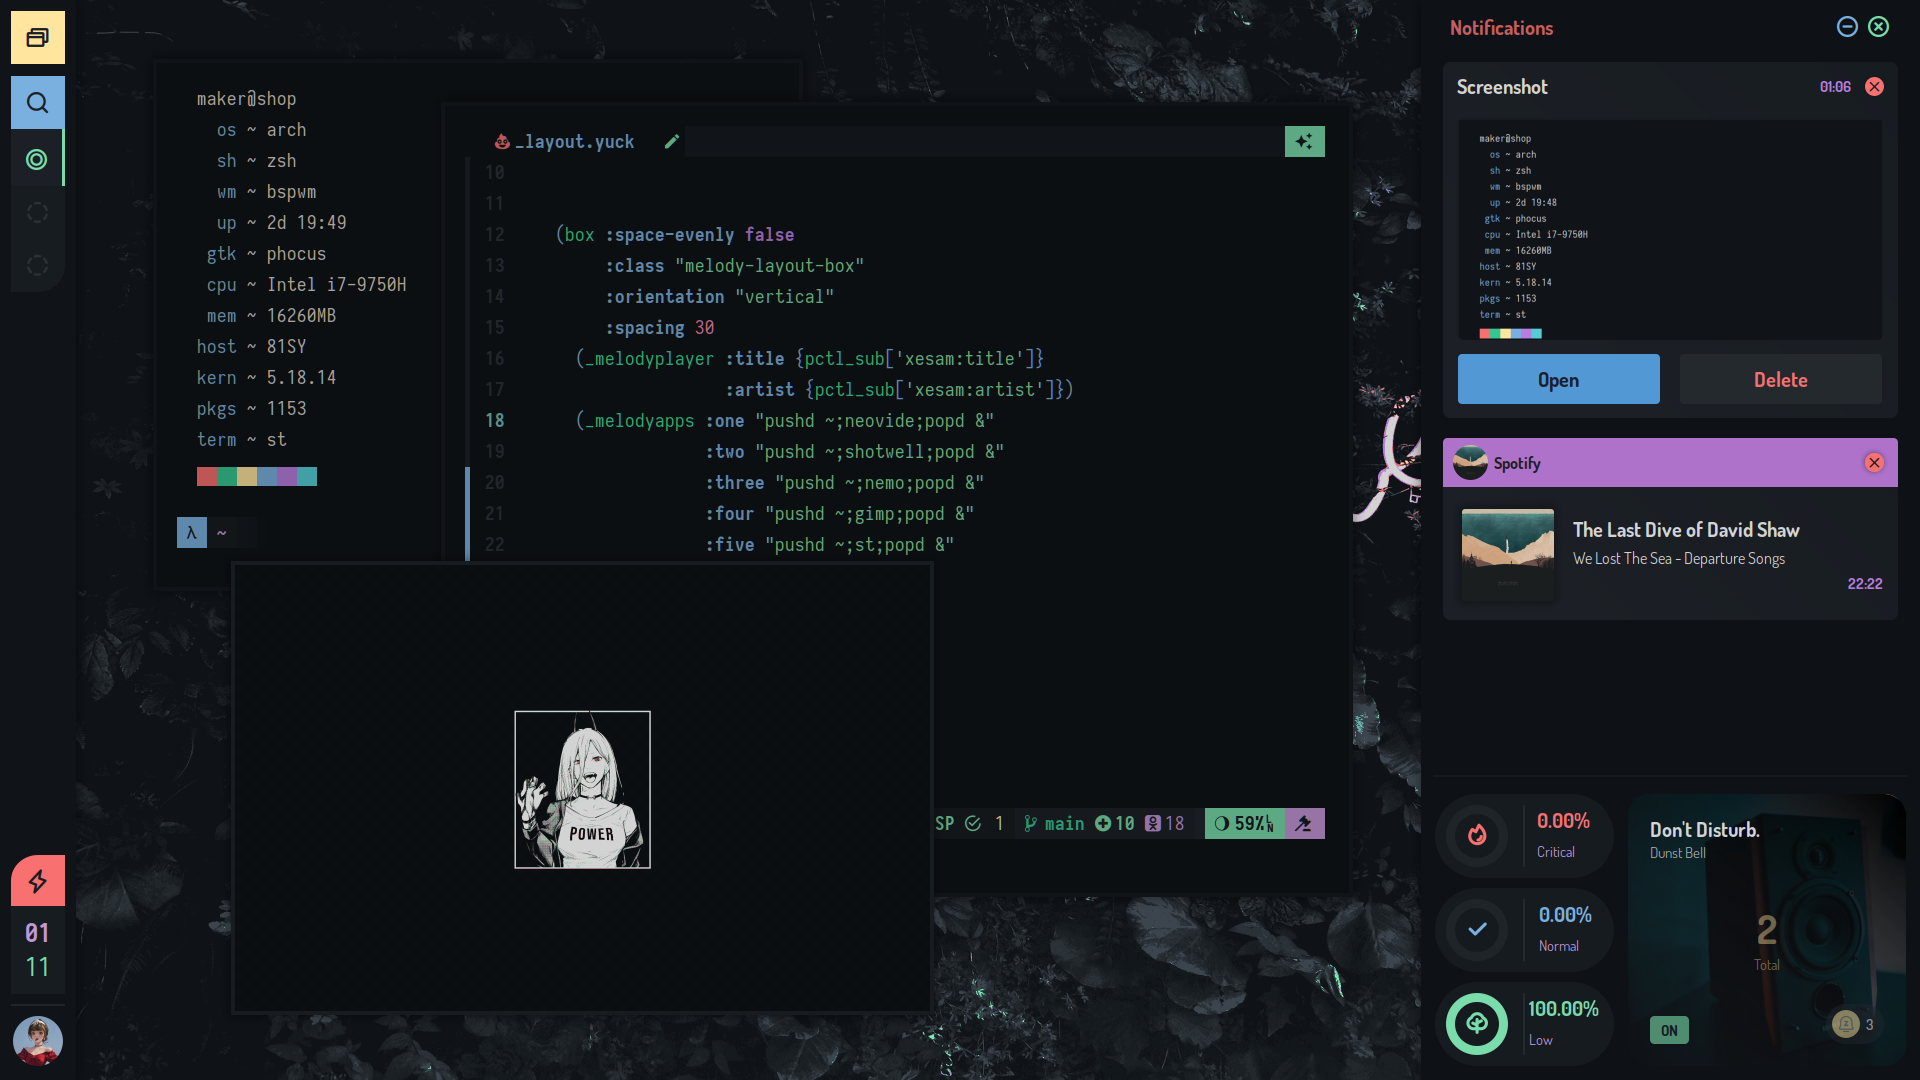 maker@shop
os ~ arch
sh ~ zsh
wm ~ bspwm
up ~ 2d 19:49
gtk ~ phocus
cpu ~ Intel i7-9750H
mem ~ 16260MB
host ~ 81SY
kern ~ 5.18.14
pkgs ~ 1153
term ~ st
λ ~
_layout.yuck
10
11
12 (box :space-evenly false
13 :class "melody-layout-box"
14 :orientation "vertical"
15 :spacing 30
16 (_melodyplayer :title {pctl_sub['xesam:title']}
17 :artist {pctl_sub['xesam:artist']})
18 (_melodyapps :one "pushd ~;neovide;popd &"
19 :two "pushd ~;shotwell;popd &"
20 :three "pushd ~;nemo;popd &"
21 :four "pushd ~;gimp;popd &"
22 :five "pushd ~;st;popd &"
SP 1 main 10 18 59% LN
POWER
01
11
Notifications
Screenshot 01:06
maker@shop
os ~ arch
sh ~ zsh
wm ~ bspwm
up ~ 2d 19:48
gtk ~ phocus
cpu ~ Intel i7-9750H
mem ~ 16260MB
host ~ 81SY
kern ~ 5.18.14
pkgs ~ 1153
term ~ st
Open Delete
Spotify
The Last Dive of David Shaw
We Lost The Sea - Departure Songs
22:22
0.00%
Critical
0.00%
Normal
100.00%
Low
Don't Disturb.
Dunst Bell
2
Total
ON
3